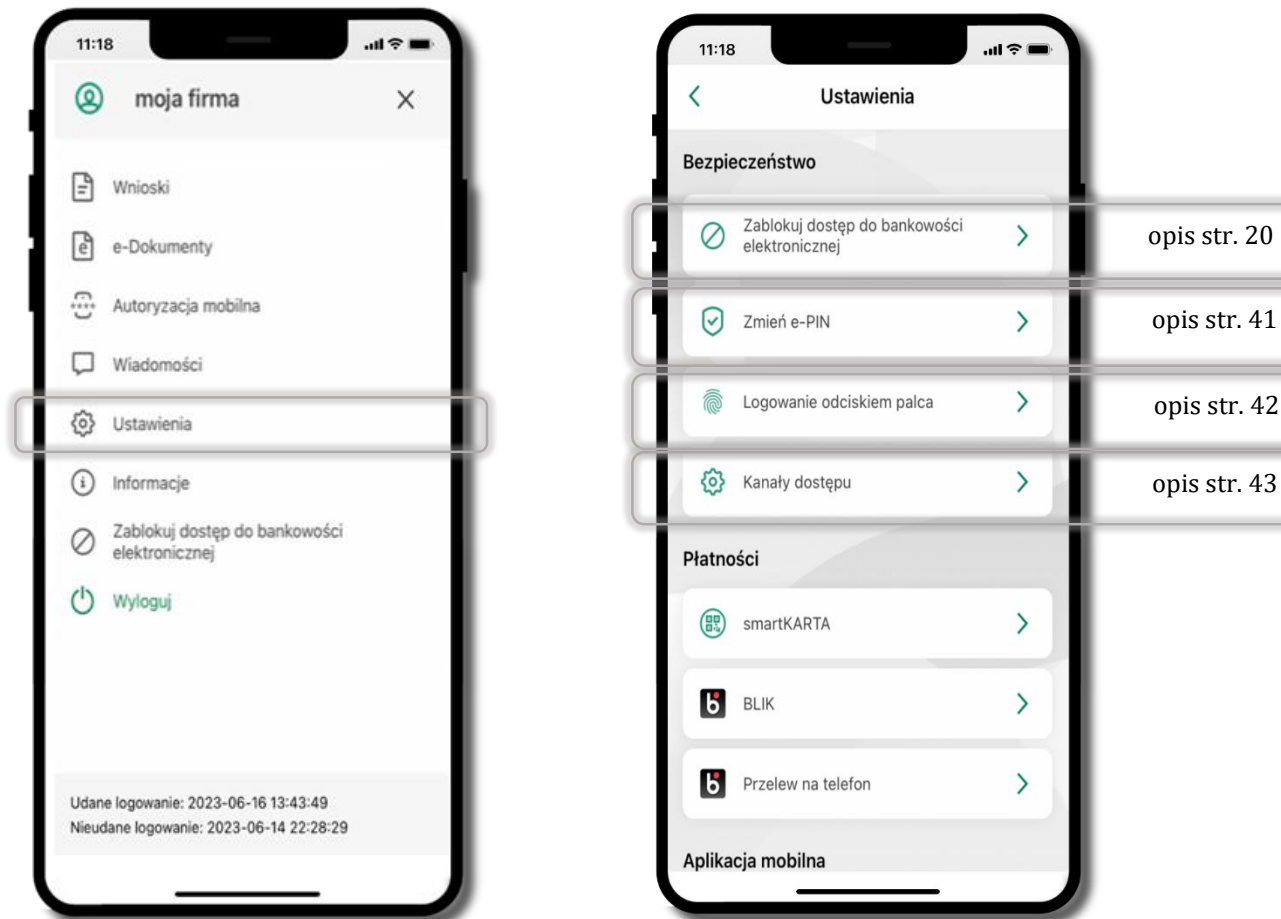 11:18
moja firma
Wnioski
e-Dokumenty
Autoryzacja mobilna
Wiadomości
Ustawienia
Informacje
Zablokuj dostęp do bankowości
elektronicznej
Wyloguj
Udane logowanie: 2023-06-16 13:43:49
Nieudane logowanie: 2023-06-14 22:28:29
11:18
Ustawienia
Bezpieczeństwo
Zablokuj dostęp do bankowości
elektronicznej
opis str. 20
Zmień e-PIN
opis str. 41
Logowanie odciskiem palca
opis str. 42
Kanały dostępu
opis str. 43
Płatności
smartKARTA
BLIK
Przelew na telefon
Aplikacja mobilna